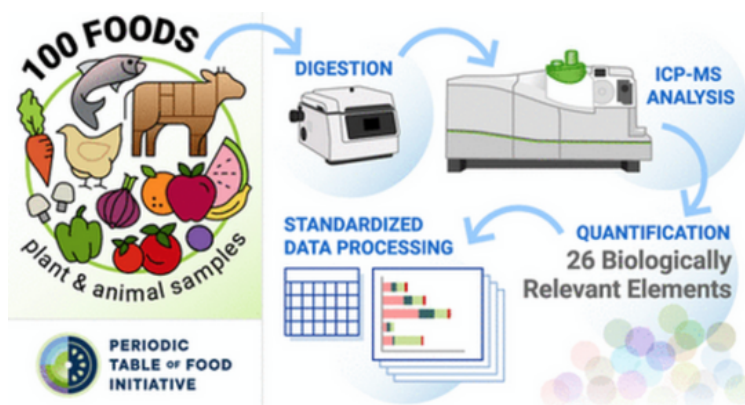 100 FOODS
plant & animal samples
PERIODIC
TABLE OF FOOD
INITIATIVE
DIGESTION
ICP-MS
ANALYSIS
QUANTIFICATION
26 Biologically
Relevant Elements
STANDARDIZED
DATA PROCESSING